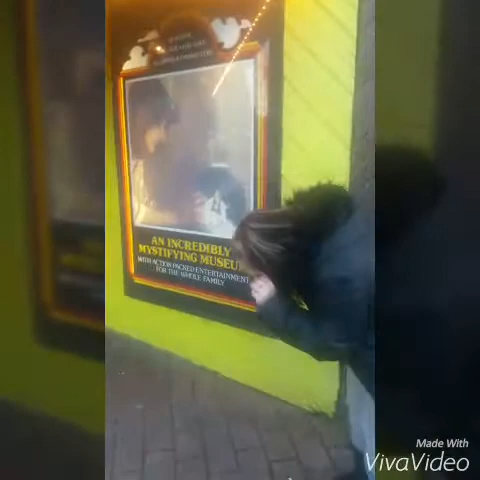 AN INCREDIBLY
MYSTIFYING MUSEUM
WITH ACTION PACKED ENTERTAINMENT
FOR THE WHOLE FAMILY
Made With
VivaVideo